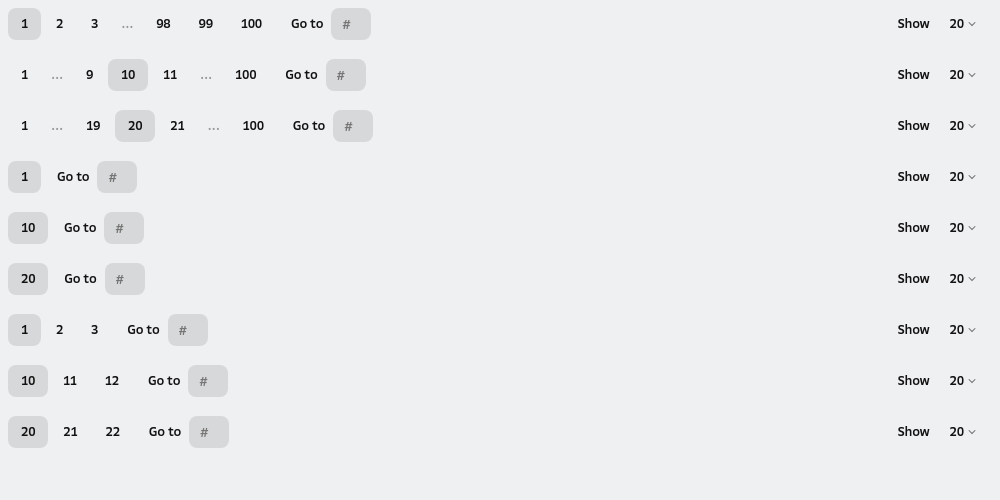 1 2 3 ... 98 99 100 Go to # Show 20
1 ... 9 10 11 ... 100 Go to # Show 20
1 ... 19 20 21 ... 100 Go to # Show 20
1 Go to # Show 20
10 Go to # Show 20
20 Go to # Show 20
1 2 3 Go to # Show 20
10 11 12 Go to # Show 20
20 21 22 Go to # Show 20